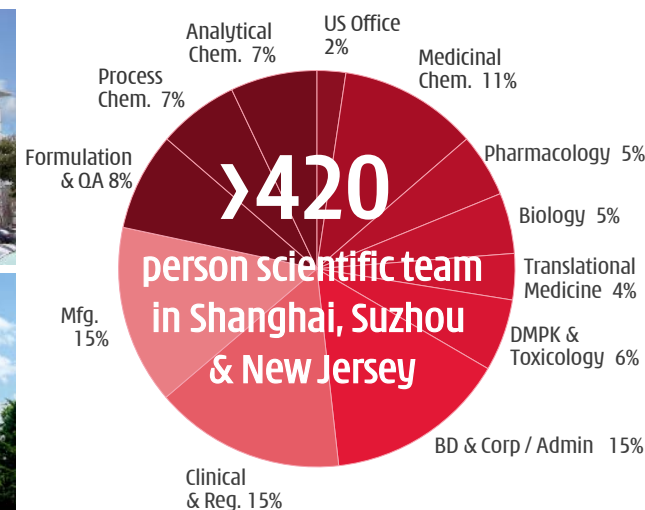 US Office
2%
Analytical
Chem. 7%
Medicinal
Chem. 11%
Process
Chem. 7%
Pharmacology 5%
Formulation
& QA 8%
Biology 5%
Translational
Medicine 4%
DMPK &
Toxicology 6%
Mfg.
15%
BD & Corp / Admin 15%
Clinical
& Reg. 15%
>420
person scientific team
in Shanghai, Suzhou
& New Jersey